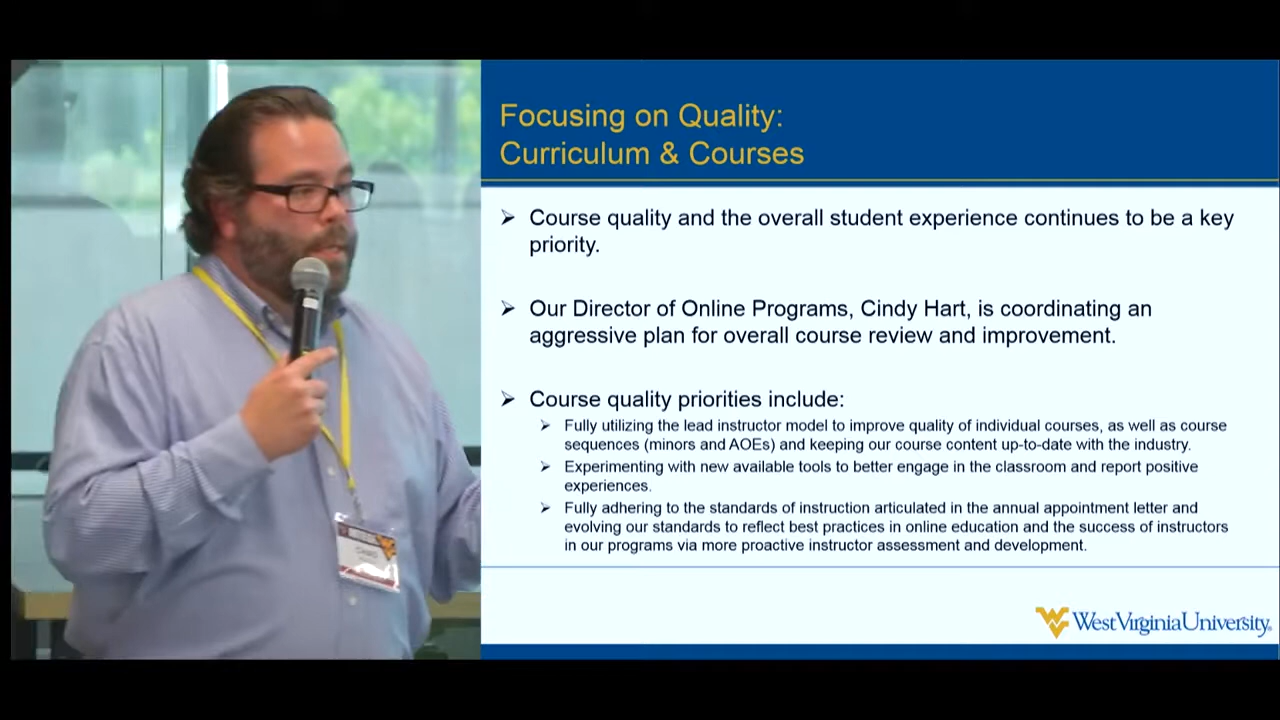 Focusing on Quality:
Curriculum & Courses
➢ Course quality and the overall student experience continues to be a key
priority.
➢ Our Director of Online Programs, Cindy Hart, is coordinating an
aggressive plan for overall course review and improvement.
➢ Course quality priorities include:
➢ Fully utilizing the lead instructor model to improve quality of individual courses, as well as course
sequences (minors and AOEs) and keeping our course content up-to-date with the industry.
➢ Experimenting with new available tools to better engage in the classroom and report positive
experiences.
➢ Fully adhering to the standards of instruction articulated in the annual appointment letter and
evolving our standards to reflect best practices in online education and the success of instructors
in our programs via more proactive instructor assessment and development.
WestVirginiaUniversity.